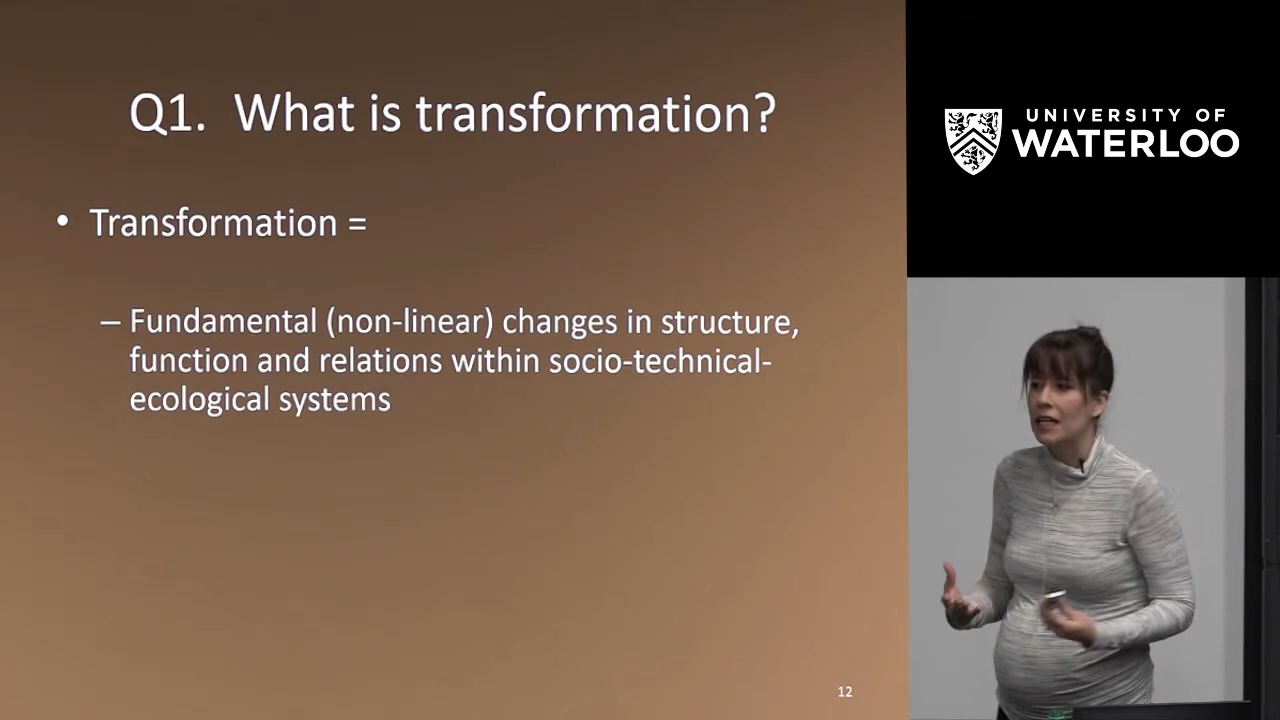 Q1.  What is transformation?
• Transformation =
– Fundamental (non-linear) changes in structure,
function and relations within socio-technical-
ecological systems
12
UNIVERSITY OF
WATERLOO